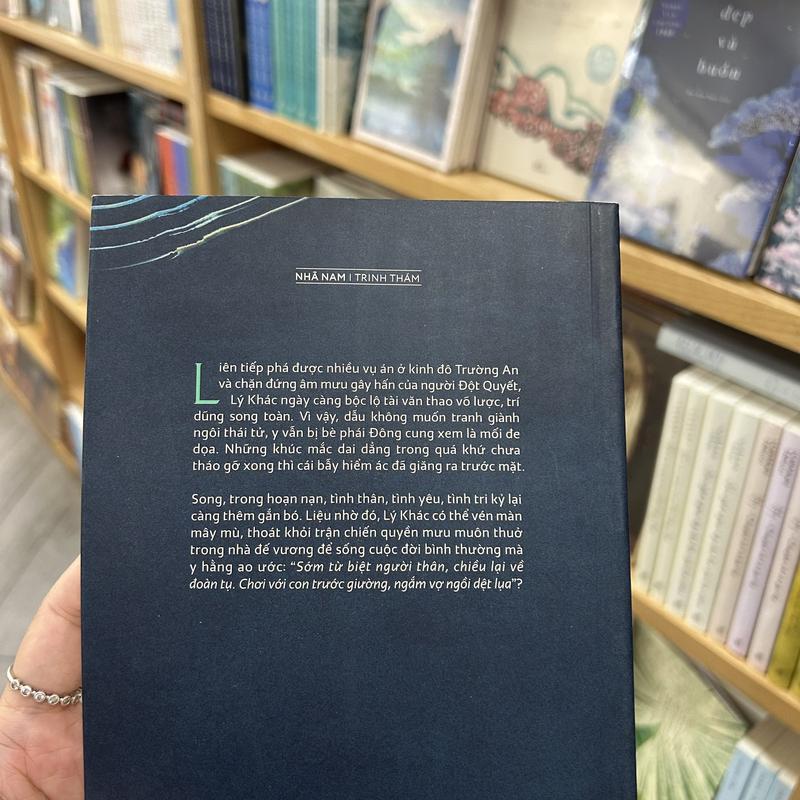 đẹp
và
buồn
NHÃ NAM | TRINH THÁM
Liên tiếp phá được nhiều vụ án ở kinh đô Trường An
và chặn đứng âm mưu gây hấn của người Đột Quyết,
Lý Khác ngày càng bộc lộ tài văn thao võ lược, trí
dũng song toàn. Vì vậy, dẫu không muốn tranh giành
ngôi thái tử, y vẫn bị bè phái Đông cung xem là mối đe
dọa. Những khúc mắc dai dẳng trong quá khứ chưa
tháo gỡ xong thì cái bẫy hiểm ác đã giăng ra trước mặt.
Song, trong hoạn nạn, tình thân, tình yêu, tình tri kỷ lại
càng thêm gắn bó. Liệu nhờ đó, Lý Khác có thể vén màn
mây mù, thoát khỏi trận chiến quyền mưu muôn thuở
trong nhà đế vương để sống cuộc đời bình thường mà
y hằng ao ước: “Sớm từ biệt người thân, chiều lại về
đoàn tụ. Chơi với con trước giường, ngắm vợ ngồi dệt lụa”?